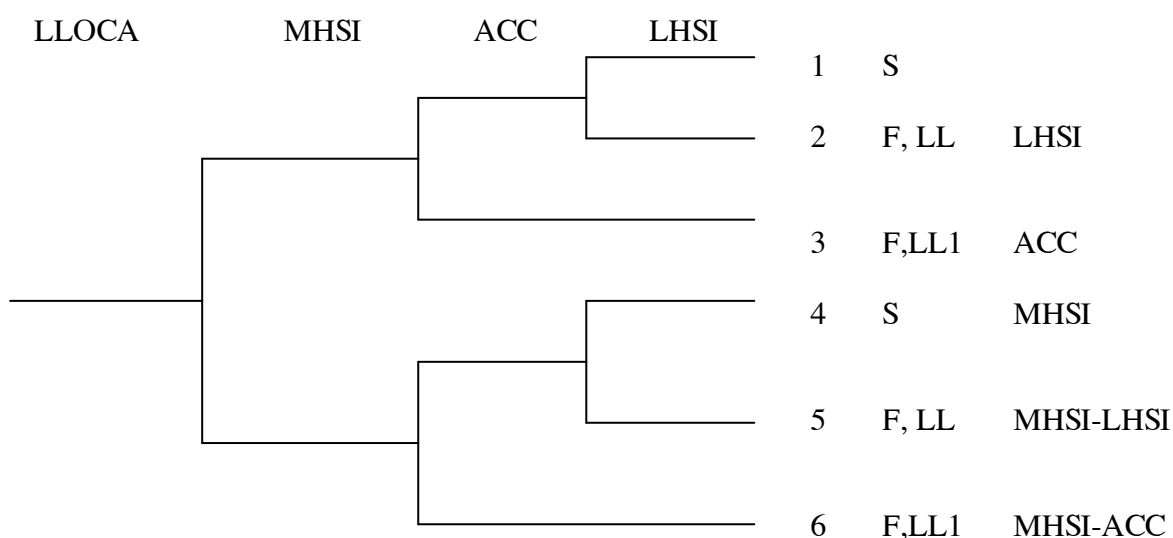 LLOCA MHSI ACC LHSI
1 S
2 F, LL LHSI
3 F,LL1 ACC
4 S MHSI
5 F, LL MHSI-LHSI
6 F,LL1 MHSI-ACC